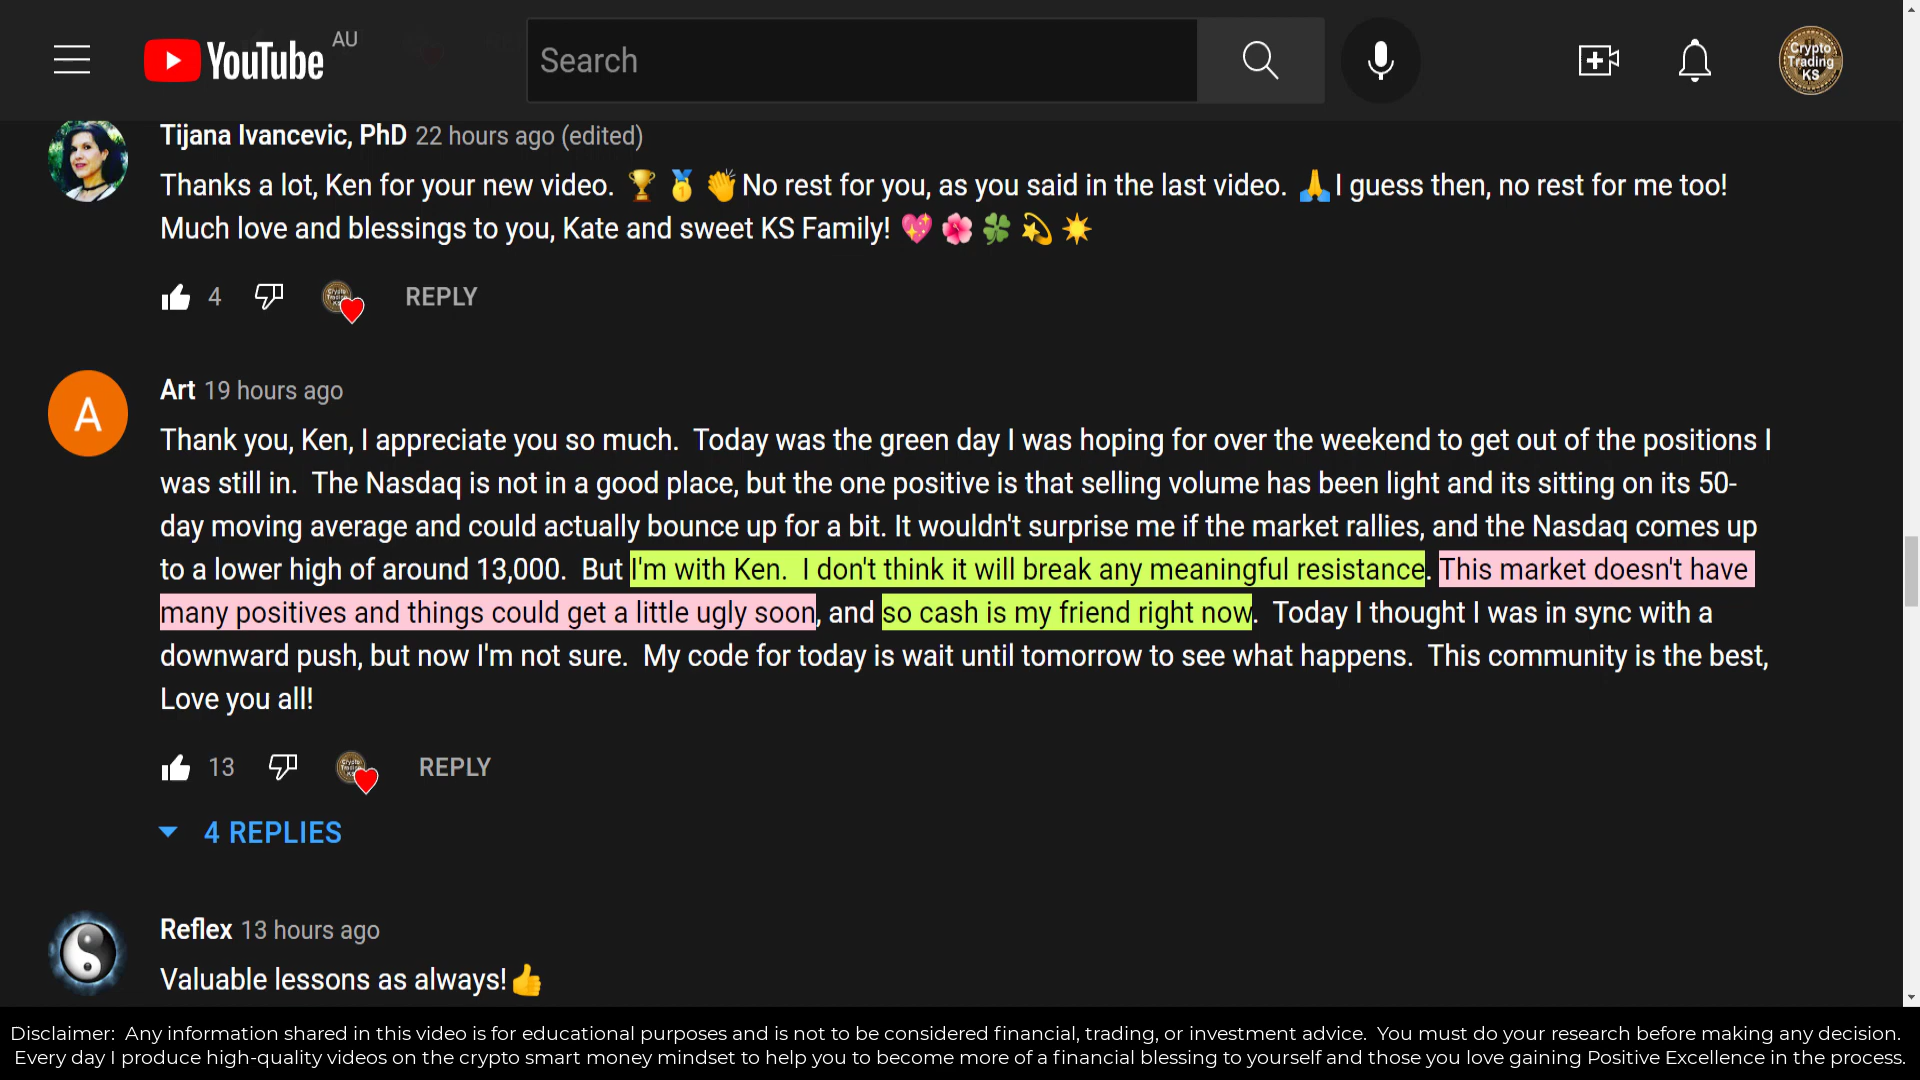 YouTube AU
Search
Crypto
Trading
KS
Tijana Ivancevic, PhD 22 hours ago (edited)
Thanks a lot, Ken for your new video. 🏆 🥇 👏 No rest for you, as you said in the last video. 🙏 I guess then, no rest for me too!
Much love and blessings to you, Kate and sweet KS Family! 💖 🌺 🍀 💫 ☀️
4 REPLY
Art 19 hours ago
A
Thank you, Ken, I appreciate you so much.  Today was the green day I was hoping for over the weekend to get out of the positions I
was still in.  The Nasdaq is not in a good place, but the one positive is that selling volume has been light and its sitting on its 50-
day moving average and could actually bounce up for a bit. It wouldn't surprise me if the market rallies, and the Nasdaq comes up
to a lower high of around 13,000.  But I'm with Ken.  I don't think it will break any meaningful resistance. This market doesn't have
many positives and things could get a little ugly soon, and so cash is my friend right now.  Today I thought I was in sync with a
downward push, but now I'm not sure.  My code for today is wait until tomorrow to see what happens.  This community is the best,
Love you all!
13 REPLY
4 REPLIES
Reflex 13 hours ago
Valuable lessons as always! 👍
Disclaimer:  Any information shared in this video is for educational purposes and is not to be considered financial, trading, or investment advice.  You must do your research before making any decision.
Every day I produce high-quality videos on the crypto smart money mindset to help you to become more of a financial blessing to yourself and those you love gaining Positive Excellence in the process.